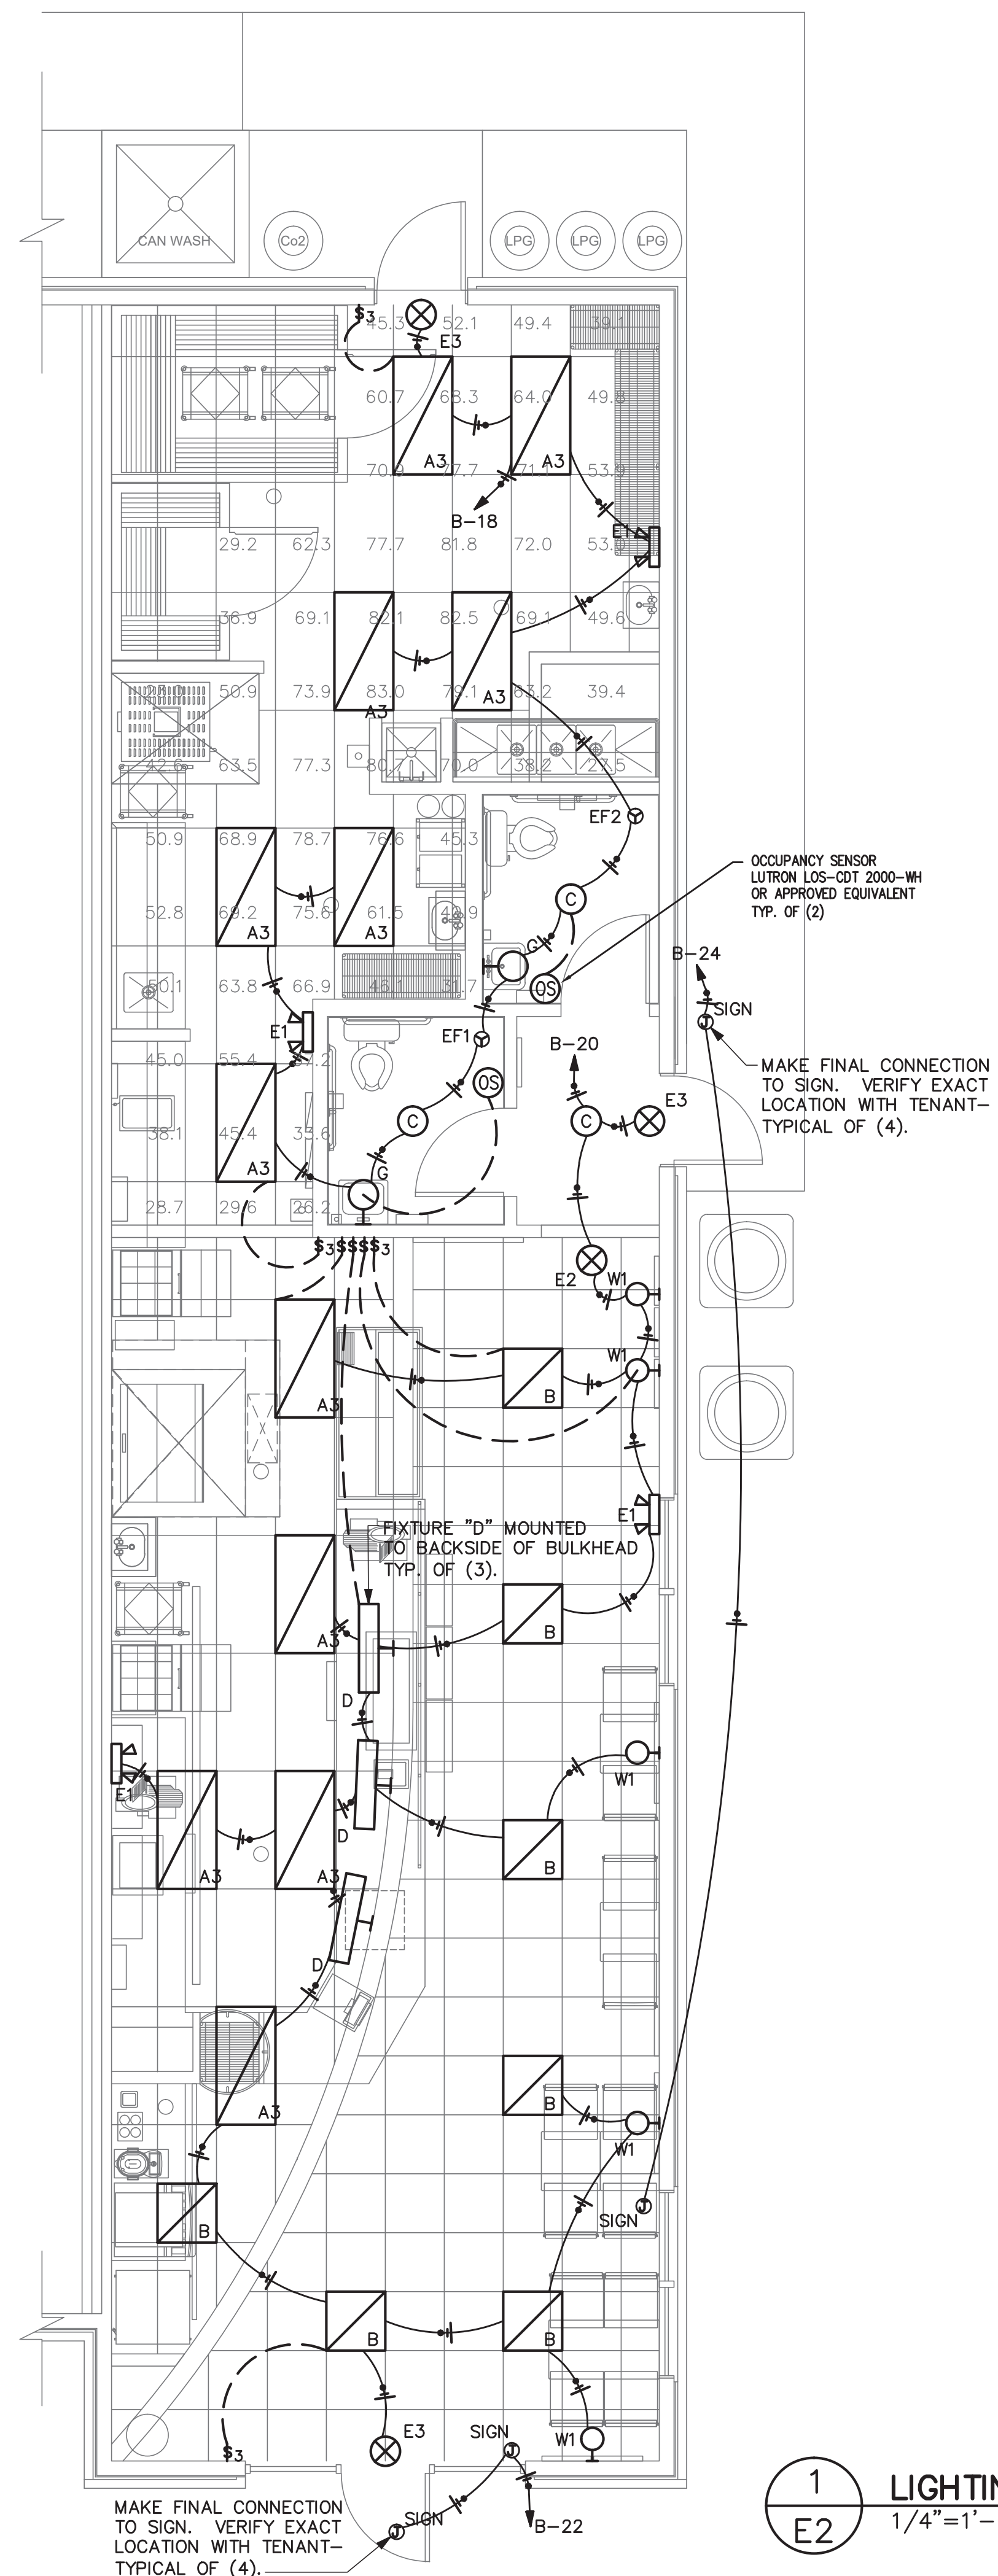 CAN WASH
Co2
LPG
LPG
LPG
$3
45.3
52.1
49.4
39.1
E3
60.7
68.3
64.0
49.8
A3
A3
70.9
77.7
71.1
53.9
B-18
E1
29.2
62.3
77.7
81.8
72.0
53.0
36.9
69.1
82.1
82.5
69.1
49.6
50.9
73.9
83.0
79.1
63.2
39.4
A3
A3
42.6
63.5
77.3
80.7
70.0
38.2
27.5
EF2
50.9
68.9
78.7
76.6
45.3
OCCUPANCY SENSOR
LUTRON LOS-CDT 2000-WH
OR APPROVED EQUIVALENT
TYP. OF (2)
C
52.8
69.2
75.6
61.5
42.9
A3
A3
G
B-24
OS
50.1
63.8
66.9
46.1
31.7
SIGN
J
E1
EF1
B-20
45.0
55.4
37.2
MAKE FINAL CONNECTION
TO SIGN. VERIFY EXACT
LOCATION WITH TENANT-
TYPICAL OF (4).
OS
E3
C
C
38.1
45.4
33.6
A3
G
28.7
29.6
26.2
$3 $$$$3
E2
W1
W1
A3
B
E1
FIXTURE "D" MOUNTED
TO BACKSIDE OF BULKHEAD
TYP. OF (3).
A3
B
D
W1
E1
D
B
A3
A3
D
B
A3
W1
J
SIGN
B
B
B
E3
SIGN
W1
$3
J
MAKE FINAL CONNECTION
TO SIGN. VERIFY EXACT
LOCATION WITH TENANT-
TYPICAL OF (4).
SIGN
J
B-22
1
E2
LIGHTIN
1/4"=1'-